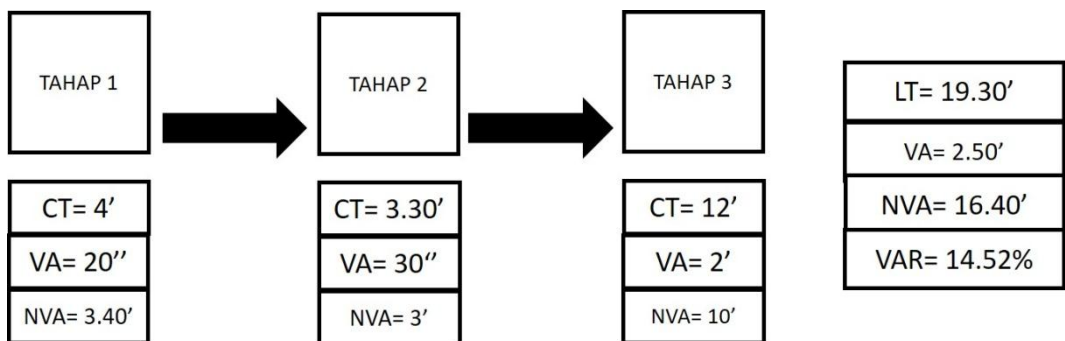 TAHAP 1
TAHAP 2
TAHAP 3
CT= 4’
VA= 20’’
NVA= 3.40’
CT= 3.30’
VA= 30‘’
NVA= 3’
CT= 12’
VA= 2’
NVA= 10’
LT= 19.30’
VA= 2.50’
NVA= 16.40’
VAR= 14.52%